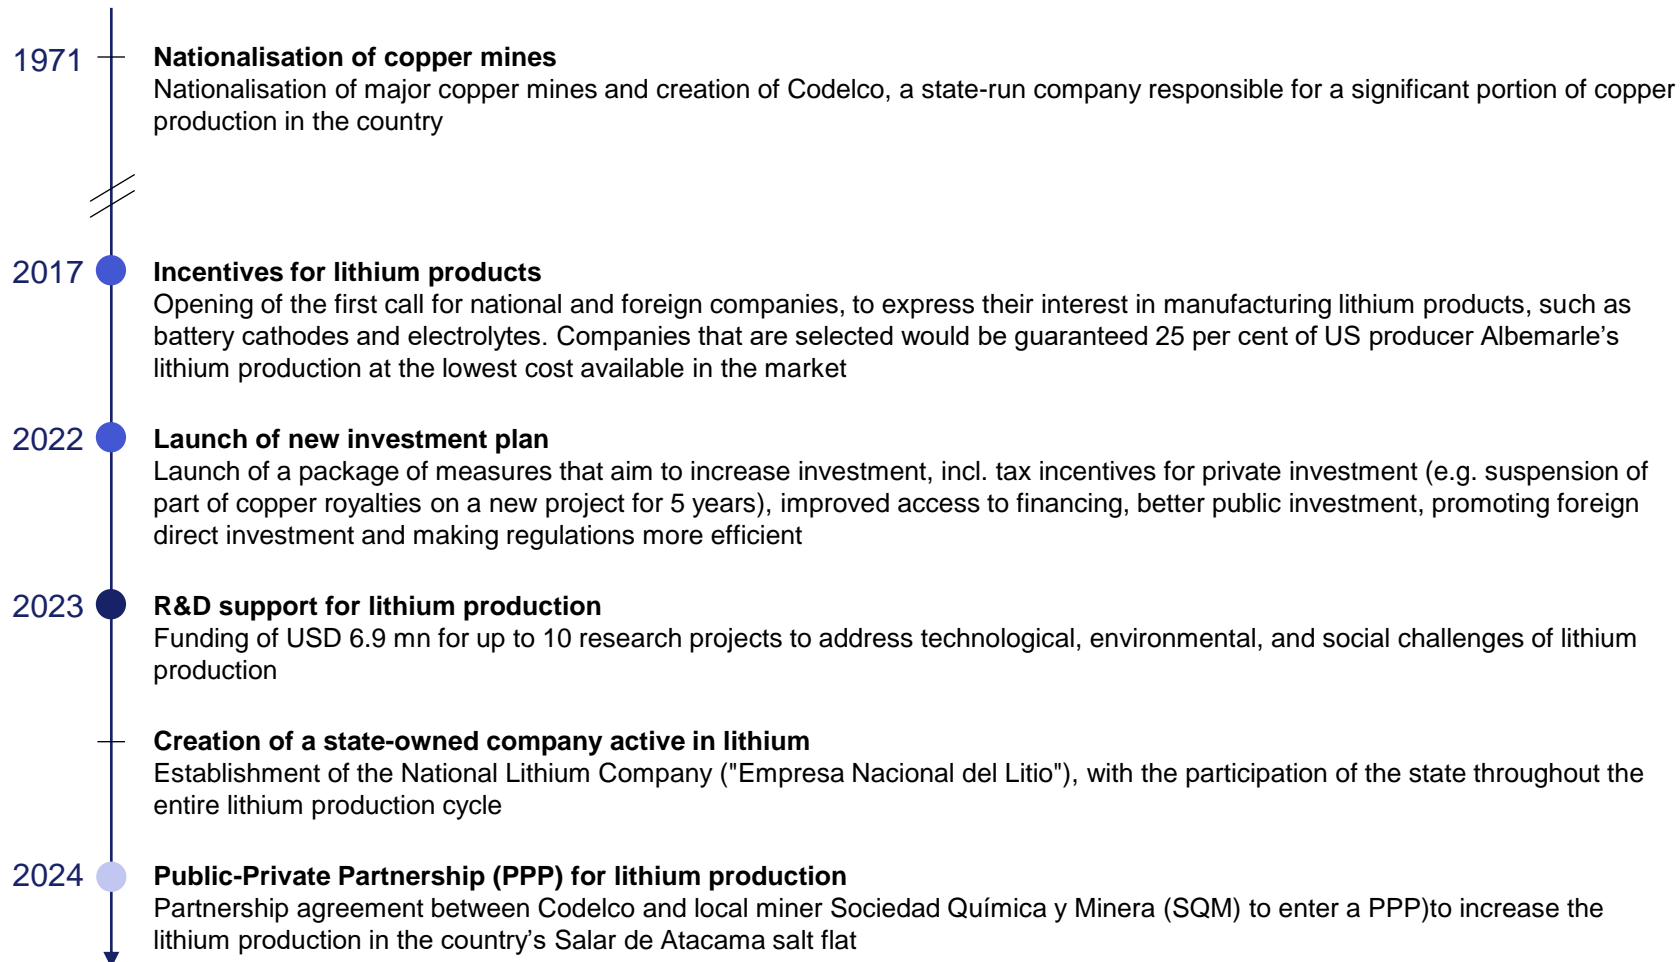 1971
Nationalisation of copper mines
Nationalisation of major copper mines and creation of Codelco, a state-run company responsible for a significant portion of copper
production in the country
2017
Incentives for lithium products
Opening of the first call for national and foreign companies, to express their interest in manufacturing lithium products, such as
battery cathodes and electrolytes. Companies that are selected would be guaranteed 25 per cent of US producer Albemarle’s
lithium production at the lowest cost available in the market
2022
Launch of new investment plan
Launch of a package of measures that aim to increase investment, incl. tax incentives for private investment (e.g. suspension of
part of copper royalties on a new project for 5 years), improved access to financing, better public investment, promoting foreign
direct investment and making regulations more efficient
2023
R&D support for lithium production
Funding of USD 6.9 mn for up to 10 research projects to address technological, environmental, and social challenges of lithium
production
Creation of a state-owned company active in lithium
Establishment of the National Lithium Company ("Empresa Nacional del Litio"), with the participation of the state throughout the
entire lithium production cycle
2024
Public-Private Partnership (PPP) for lithium production
Partnership agreement between Codelco and local miner Sociedad Química y Minera (SQM) to enter a PPP)to increase the
lithium production in the country’s Salar de Atacama salt flat